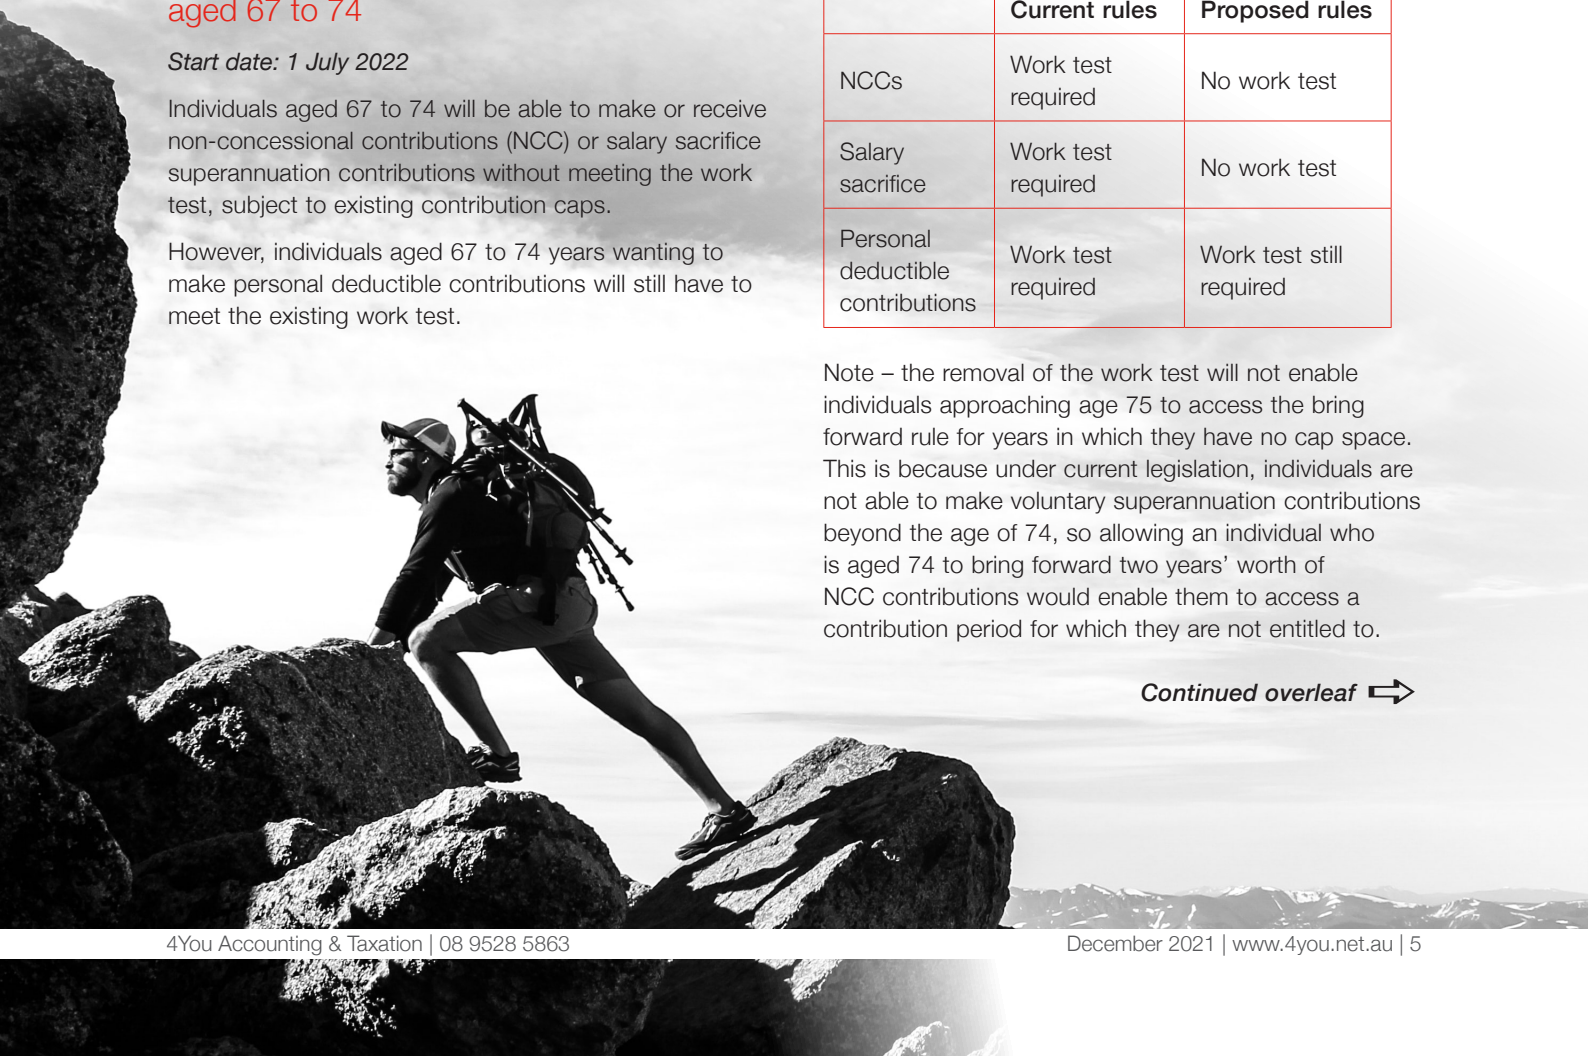 aged 67 to 74
Start date: 1 July 2022
Individuals aged 67 to 74 will be able to make or receive
non-concessional contributions (NCC) or salary sacrifice
superannuation contributions without meeting the work
test, subject to existing contribution caps.
However, individuals aged 67 to 74 years wanting to
make personal deductible contributions will still have to
meet the existing work test.
Current rules Proposed rules
NCCs
Work test
required
No work test
Salary
sacrifice
Work test
required
No work test
Personal
deductible
contributions
Work test
required
Work test still
required
Note – the removal of the work test will not enable
individuals approaching age 75 to access the bring
forward rule for years in which they have no cap space.
This is because under current legislation, individuals are
not able to make voluntary superannuation contributions
beyond the age of 74, so allowing an individual who
is aged 74 to bring forward two years’ worth of
NCC contributions would enable them to access a
contribution period for which they are not entitled to.
Continued overleaf
4You Accounting & Taxation | 08 9528 5863
December 2021 | www.4you.net.au | 5